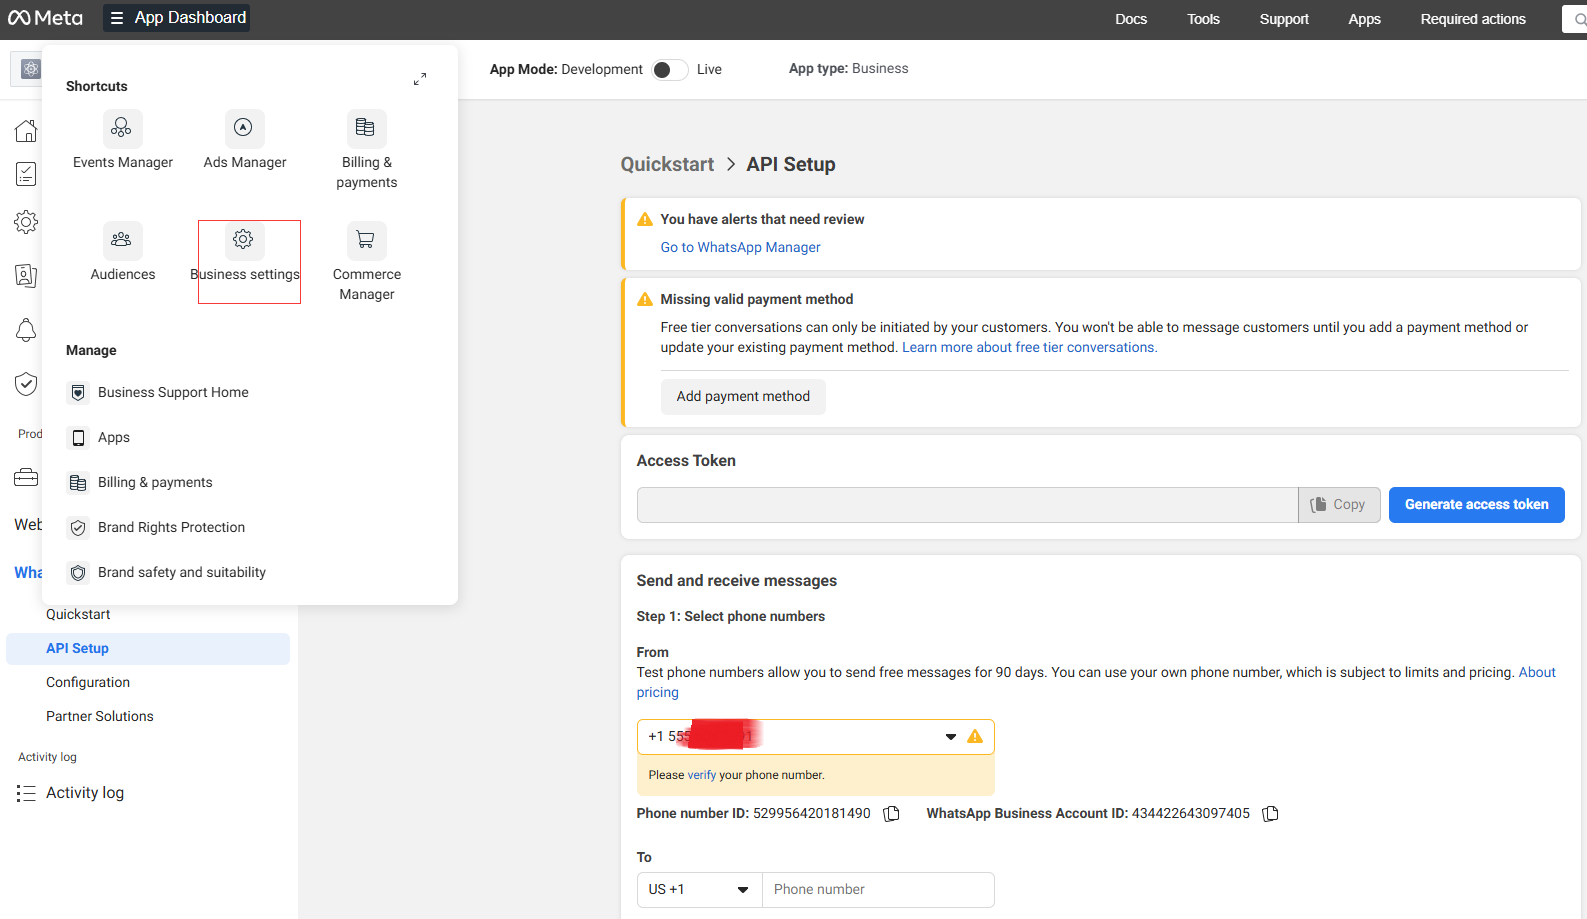 Meta
App Dashboard
Docs
Tools
Support
Apps
Required actions
App Mode: Development
Live
App type: Business
Shortcuts
Events Manager
Ads Manager
Billing &
payments
Audiences
Business settings
Commerce
Manager
Manage
Business Support Home
Apps
Billing & payments
Brand Rights Protection
Brand safety and suitability
Prod
Web
Wha
Quickstart
API Setup
Configuration
Partner Solutions
Activity log
Activity log
Quickstart > API Setup
You have alerts that need review
Go to WhatsApp Manager
Missing valid payment method
Free tier conversations can only be initiated by your customers. You won't be able to message customers until you add a payment method or
update your existing payment method. Learn more about free tier conversations.
Add payment method
Access Token
Copy
Generate access token
Send and receive messages
Step 1: Select phone numbers
From
Test phone numbers allow you to send free messages for 90 days. You can use your own phone number, which is subject to limits and pricing. About
pricing
+1 55
Please verify your phone number.
Phone number ID: 529956420181490
WhatsApp Business Account ID: 434422643097405
To
US +1
Phone number